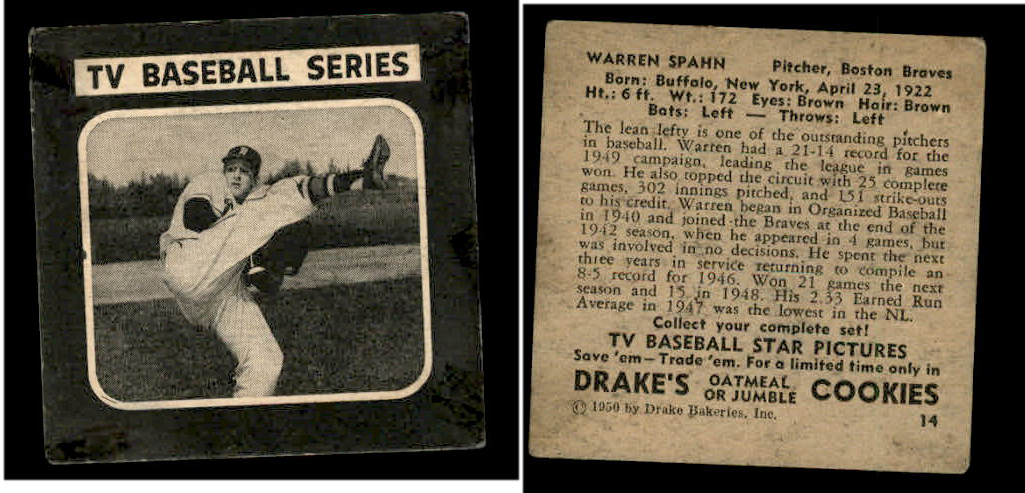 TV BASEBALL SERIES
WARREN SPAHN Pitcher, Boston Braves
Born: Buffalo, New York, April 23, 1922
Ht.: 6 ft. Wt.: 172 Eyes: Brown Hair: Brown
Bats: Left — Throws: Left
The lean lefty is one of the outstanding pitchers
in baseball. Warren had a 21-14 record for the
1949 campaign, leading the league in games
won. He also topped the circuit with 25 complete
games, 302 innings pitched, and 151 strike-outs
to his credit. Warren began in Organized Baseball
in 1940 and joined the Braves at the end of the
1942 season, when he appeared in 4 games, but
was involved in no decisions. He spent the next
three years in service returning to compile an
8-5 record for 1946. Won 21 games the next
season and 15 in 1948. His 2.33 Earned Run
Average in 1947 was the lowest in the NL.
Collect your complete set!
TV BASEBALL STAR PICTURES
Save 'em — Trade 'em. For a limited time only in
DRAKE'S OATMEAL OR JUMBLE COOKIES
© 1950 by Drake Bakeries, Inc.
14